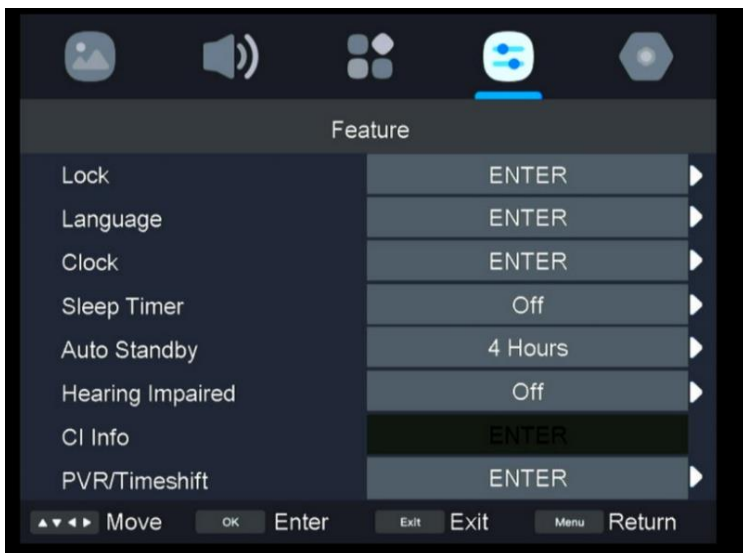 Feature
Lock ENTER
Language ENTER
Clock ENTER
Sleep Timer Off
Auto Standby 4 Hours
Hearing Impaired Off
CI Info ENTER
PVR/Timeshift ENTER
Move OK Enter Exit Exit Menu Return